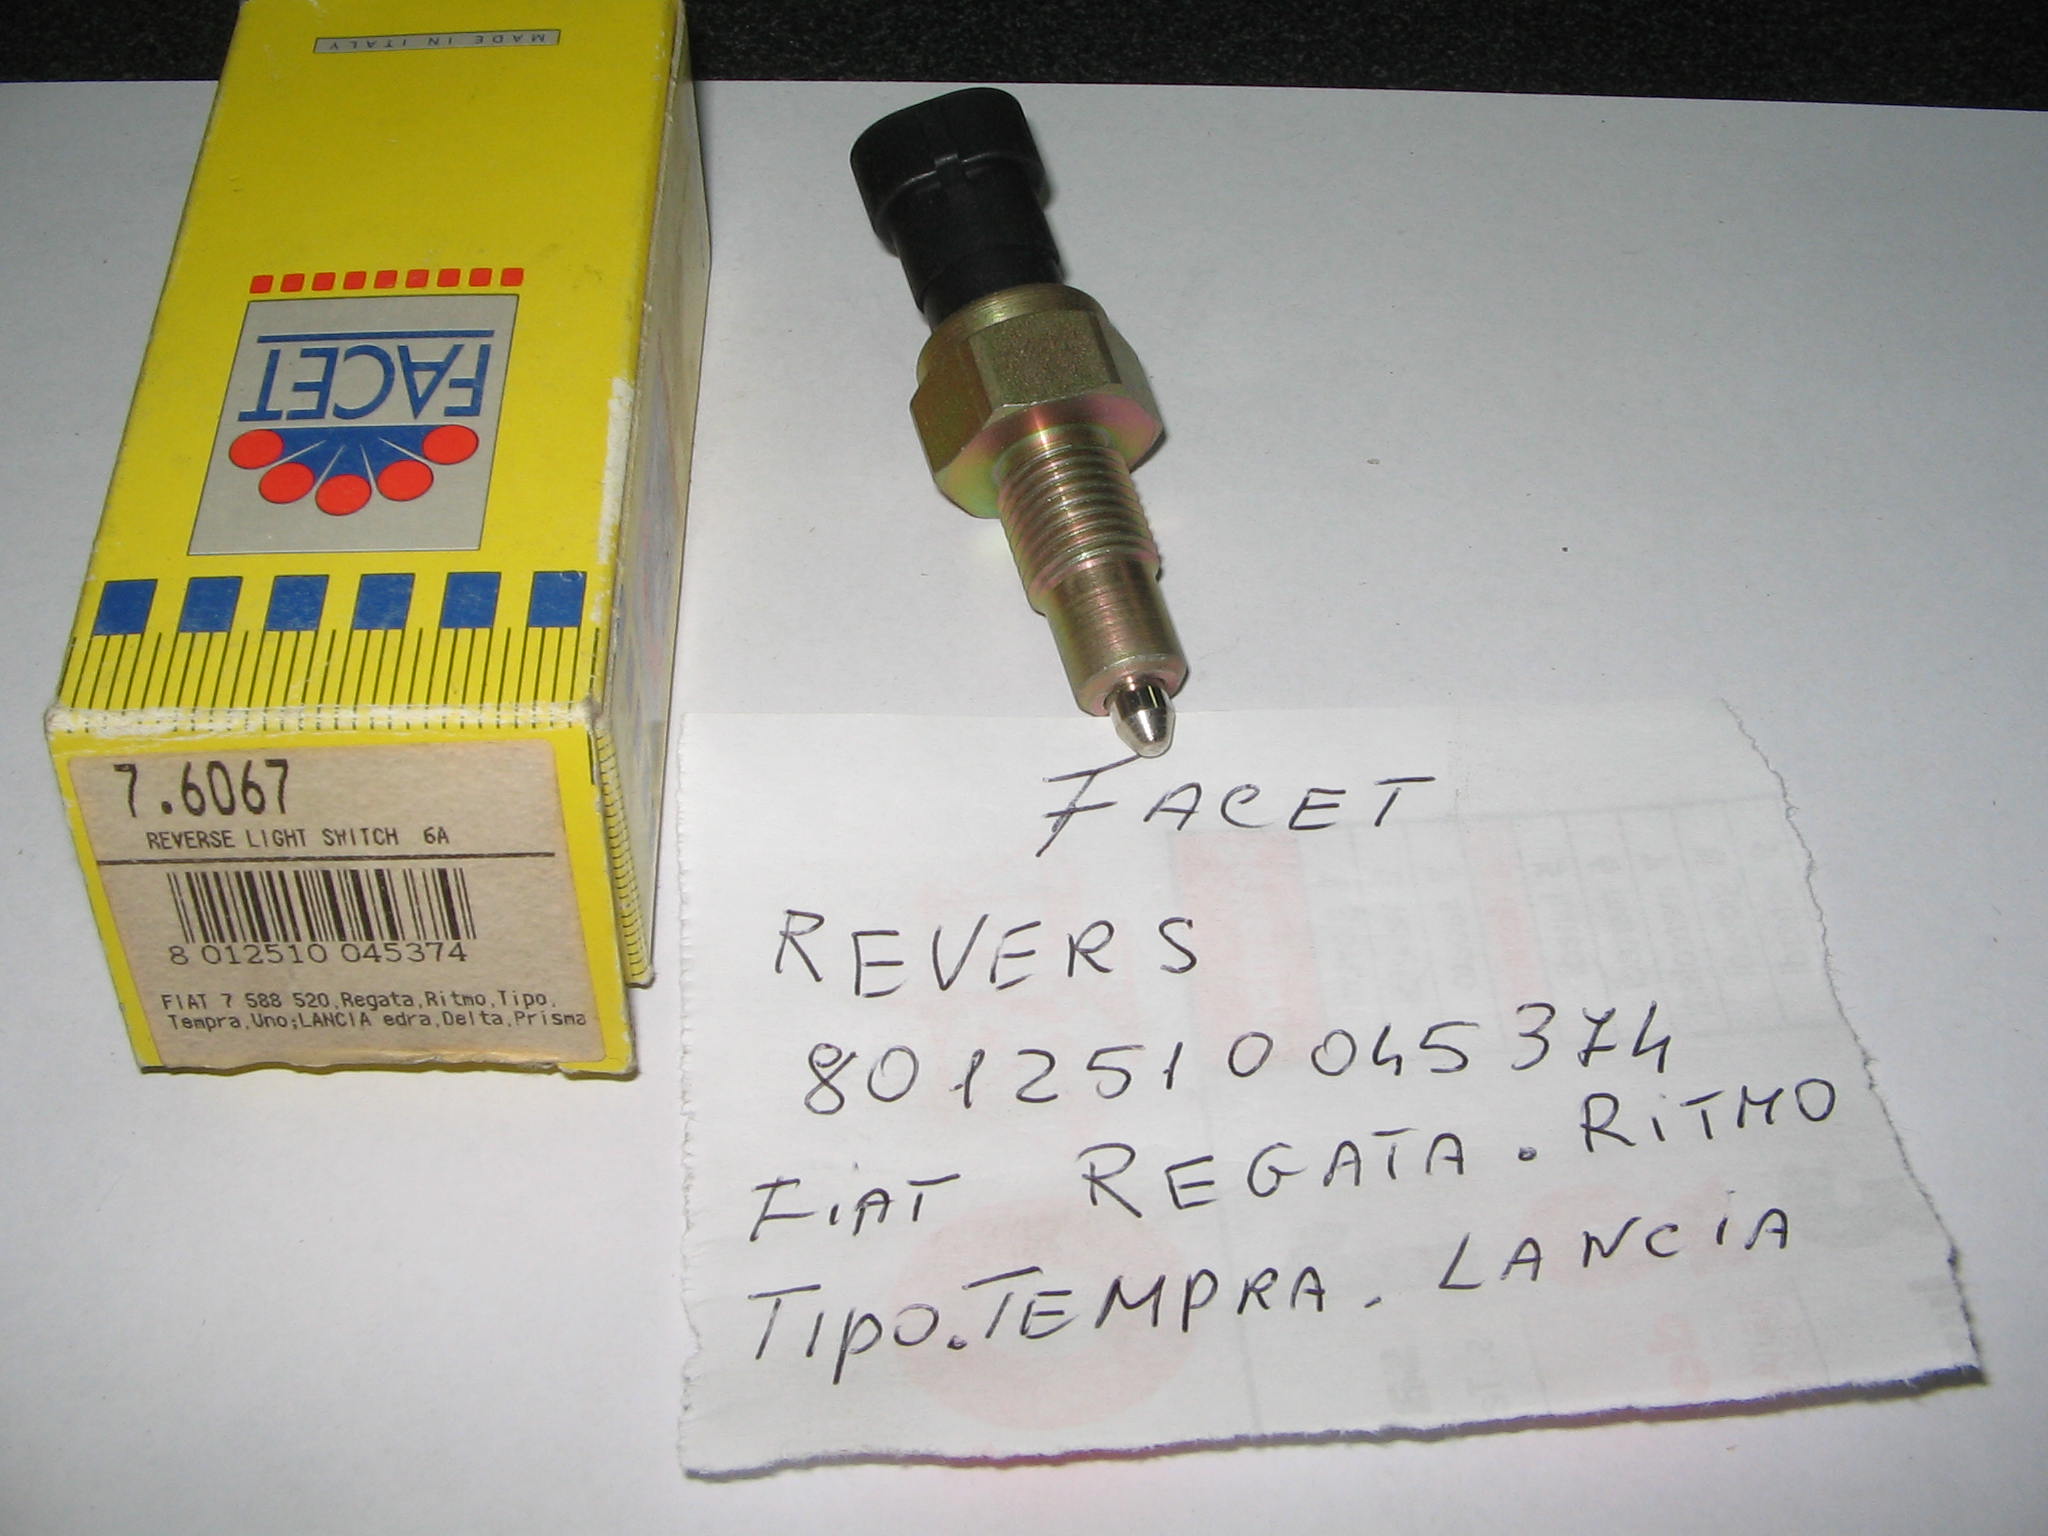 MADE IN ITALY
FACET
7.6067
REVERSE LIGHT SWITCH 6A
8 012510 045374
FIAT 7 588 520,Regata,Ritmo,Tipo,
Tempra,Uno;LANCIA edra,Delta,Prisma
FACET
REVERS
8012510045374
FiAT REGATA. RiTMO
TIPO.TEMPRA. LANCiA